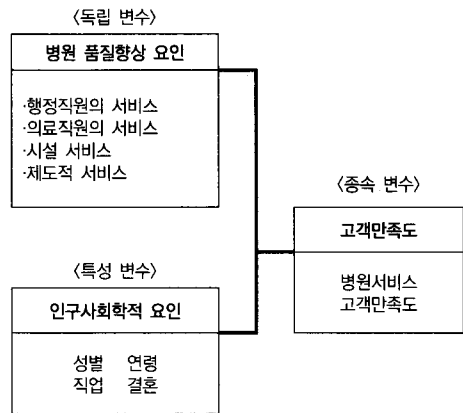 <독립 변수>
병원 품질향상 요인
·행정직원의 서비스
·의료직원의 서비스
·시설 서비스
·제도적 서비스
<종속 변수>
고객만족도
병원서비스
고객만족도
<특성 변수>
인구사회학적 요인
성별 연령
직업 결혼